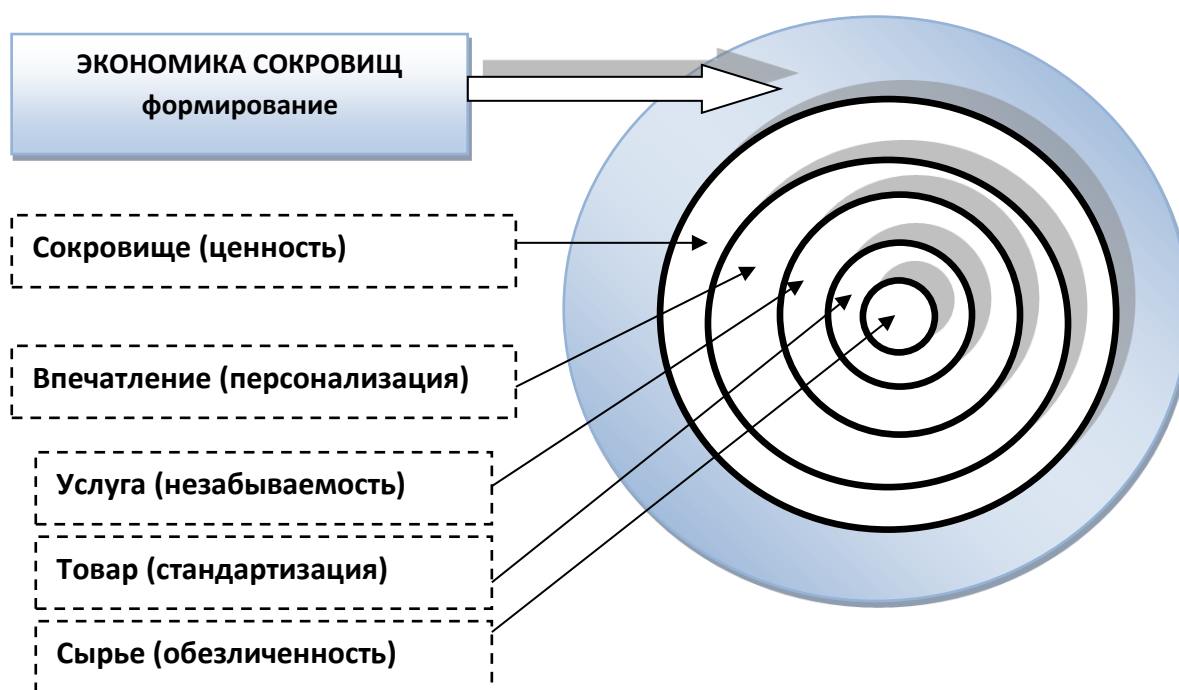 ЭКОНОМИКА СОКРОВИЩ
формирование
Сокровище (ценность)
Впечатление (персонализация)
Услуга (незабываемость)
Товар (стандартизация)
Сырье (обезличенность)